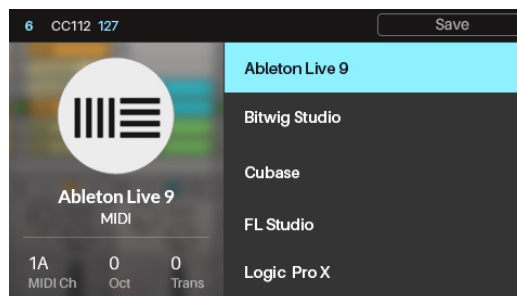 6 CC112 127 Save
Ableton Live 9
Bitwig Studio
Cubase
FL Studio
Logic Pro X
Ableton Live 9
MIDI
1A 0 0
MIDI Ch Oct Trans